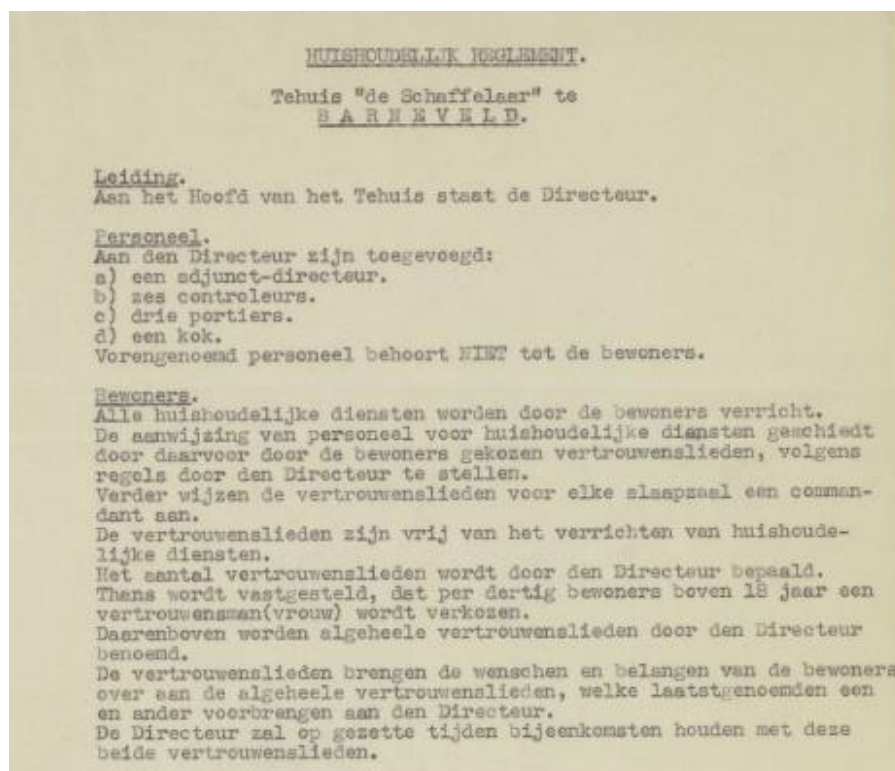 HUISHOUDELIJK REGLEMENT.
Tehuis "de Schaffelaar" te
BARNEVELD.
Leiding.
Aan het Hoofd van het Tehuis staat de Directeur.
Personeel.
Aan den Directeur zijn toegevoegd:
a) een adjunct-directeur.
b) zes controleurs.
c) drie portiers.
d) een kok.
Vorengenoemd personeel behoort NIET tot de bewoners.
Bewoners.
Alle huishoudelijke diensten worden door de bewoners verricht.
De aanwijzing van personeel voor huishoudelijke diensten geschiedt
door daarvoor door de bewoners gekozen vertrouwenslieden, volgens
regels door den Directeur te stellen.
Verder wijzen de vertrouwenslieden voor elke slaapzaal een comman-
dant aan.
De vertrouwenslieden zijn vrij van het verrichten van huishoude-
lijke diensten.
Het aantal vertrouwenslieden wordt door den Directeur bepaald.
Thans wordt vastgesteld, dat per dertig bewoners boven 18 jaar een
vertrouwensman(vrouw) wordt verkozen.
Daarenboven worden algeheele vertrouwenslieden door den Directeur
benoemd.
De vertrouwenslieden brengen de wenschen en belangen van de bewoners
over aan de algeheele vertrouwenslieden, welke laatstgenoemden een
en ander voorbrengen aan den Directeur.
De Directeur zal op gezette tijden bijeenkomsten houden met deze
beide vertrouwenslieden.